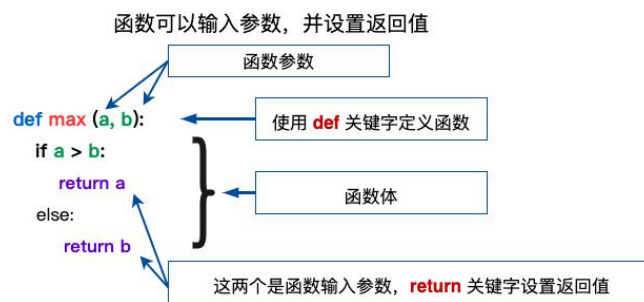 函数可以输入参数，并设置返回值
函数参数
def max (a, b):
使用 def 关键字定义函数
if a > b:
return a
函数体
else:
return b
这两个是函数输入参数，return 关键字设置返回值